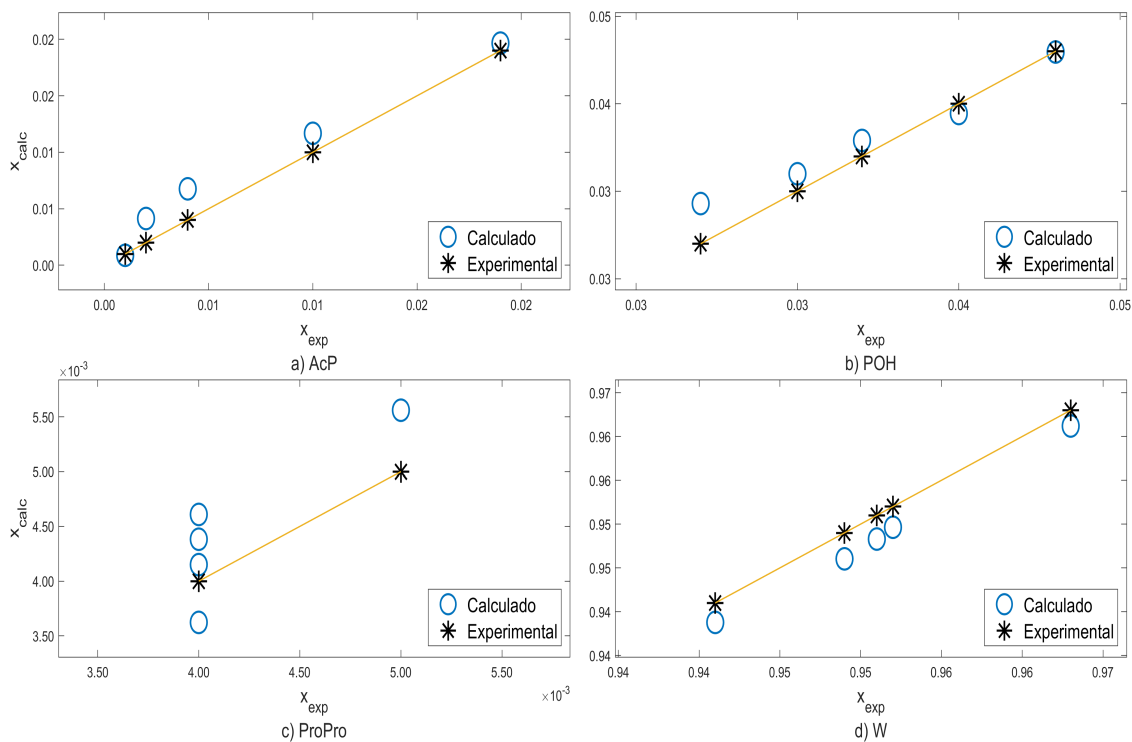 0.02
0.02
0.01
0.01
0.00
x_calc
Calculado
Experimental
0.00 0.01 0.01 0.02 0.02
x_exp
a) AcP
0.05
0.04
0.03
0.03
Calculado
Experimental
0.03 0.03 0.04 0.05
x_exp
b) POH
×10^-3
5.50
5.00
4.50
4.00
3.50
x_calc
Calculado
Experimental
3.50 4.00 4.50 5.00 5.50
×10^-3
x_exp
c) ProPro
0.97
0.96
0.96
0.95
0.95
0.94
0.94
Calculado
Experimental
0.94 0.94 0.95 0.96 0.96 0.96 0.97
x_exp
d) W